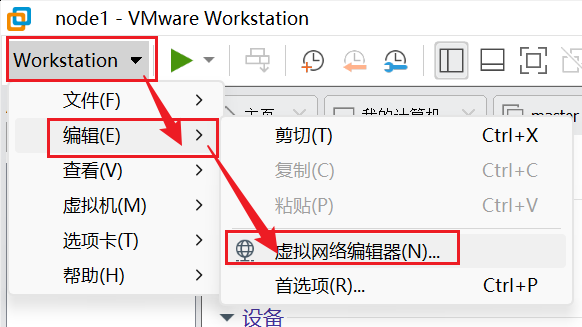 node1 - VMware Workstation
Workstation
文件(F)
主页
我的计算机
master
编辑(E)
剪切(T) Ctrl+X
查看(V)
复制(C) Ctrl+C
虚拟机(M)
粘贴(P) Ctrl+V
选项卡(T)
虚拟网络编辑器(N)...
帮助(H)
首选项(R)... Ctrl+P
设备